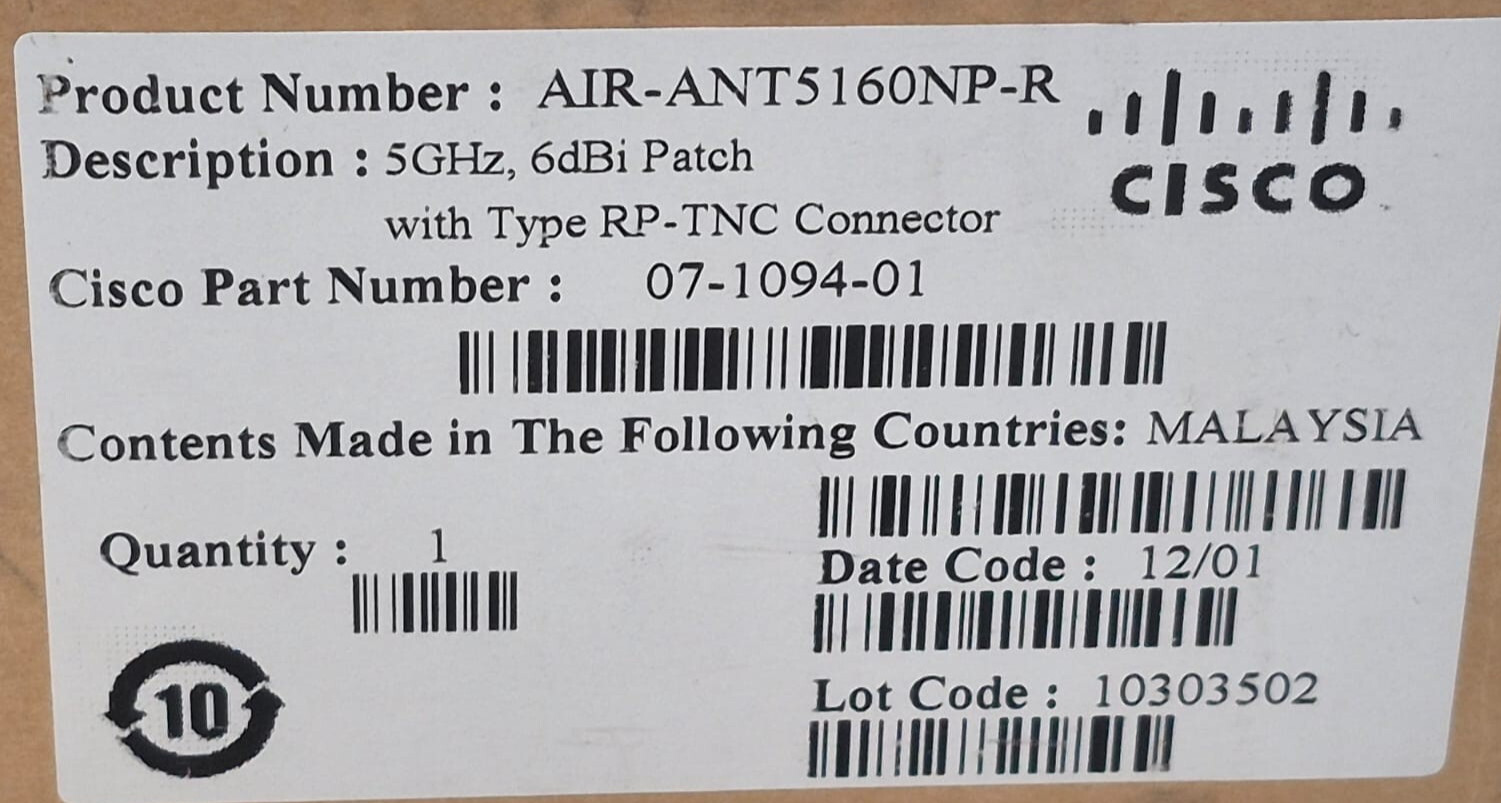 Product Number : AIR-ANT5160NP-R
CISCO
Description : 5GHz, 6dBi Patch
with Type RP-TNC Connector
Cisco Part Number : 07-1094-01
Contents Made in The Following Countries: MALAYSIA
Quantity : 1
Date Code : 12/01
Lot Code : 10303502
10